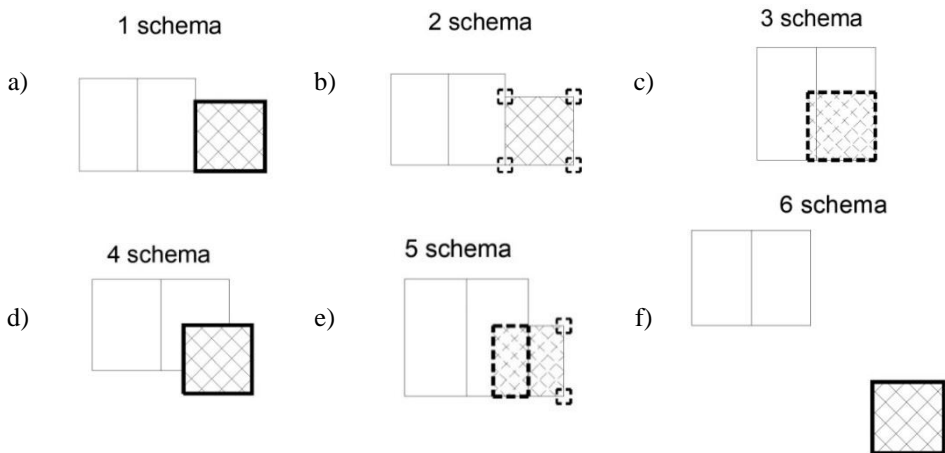 1 schema
2 schema
3 schema
a)
b)
c)
4 schema
5 schema
6 schema
d)
e)
f)